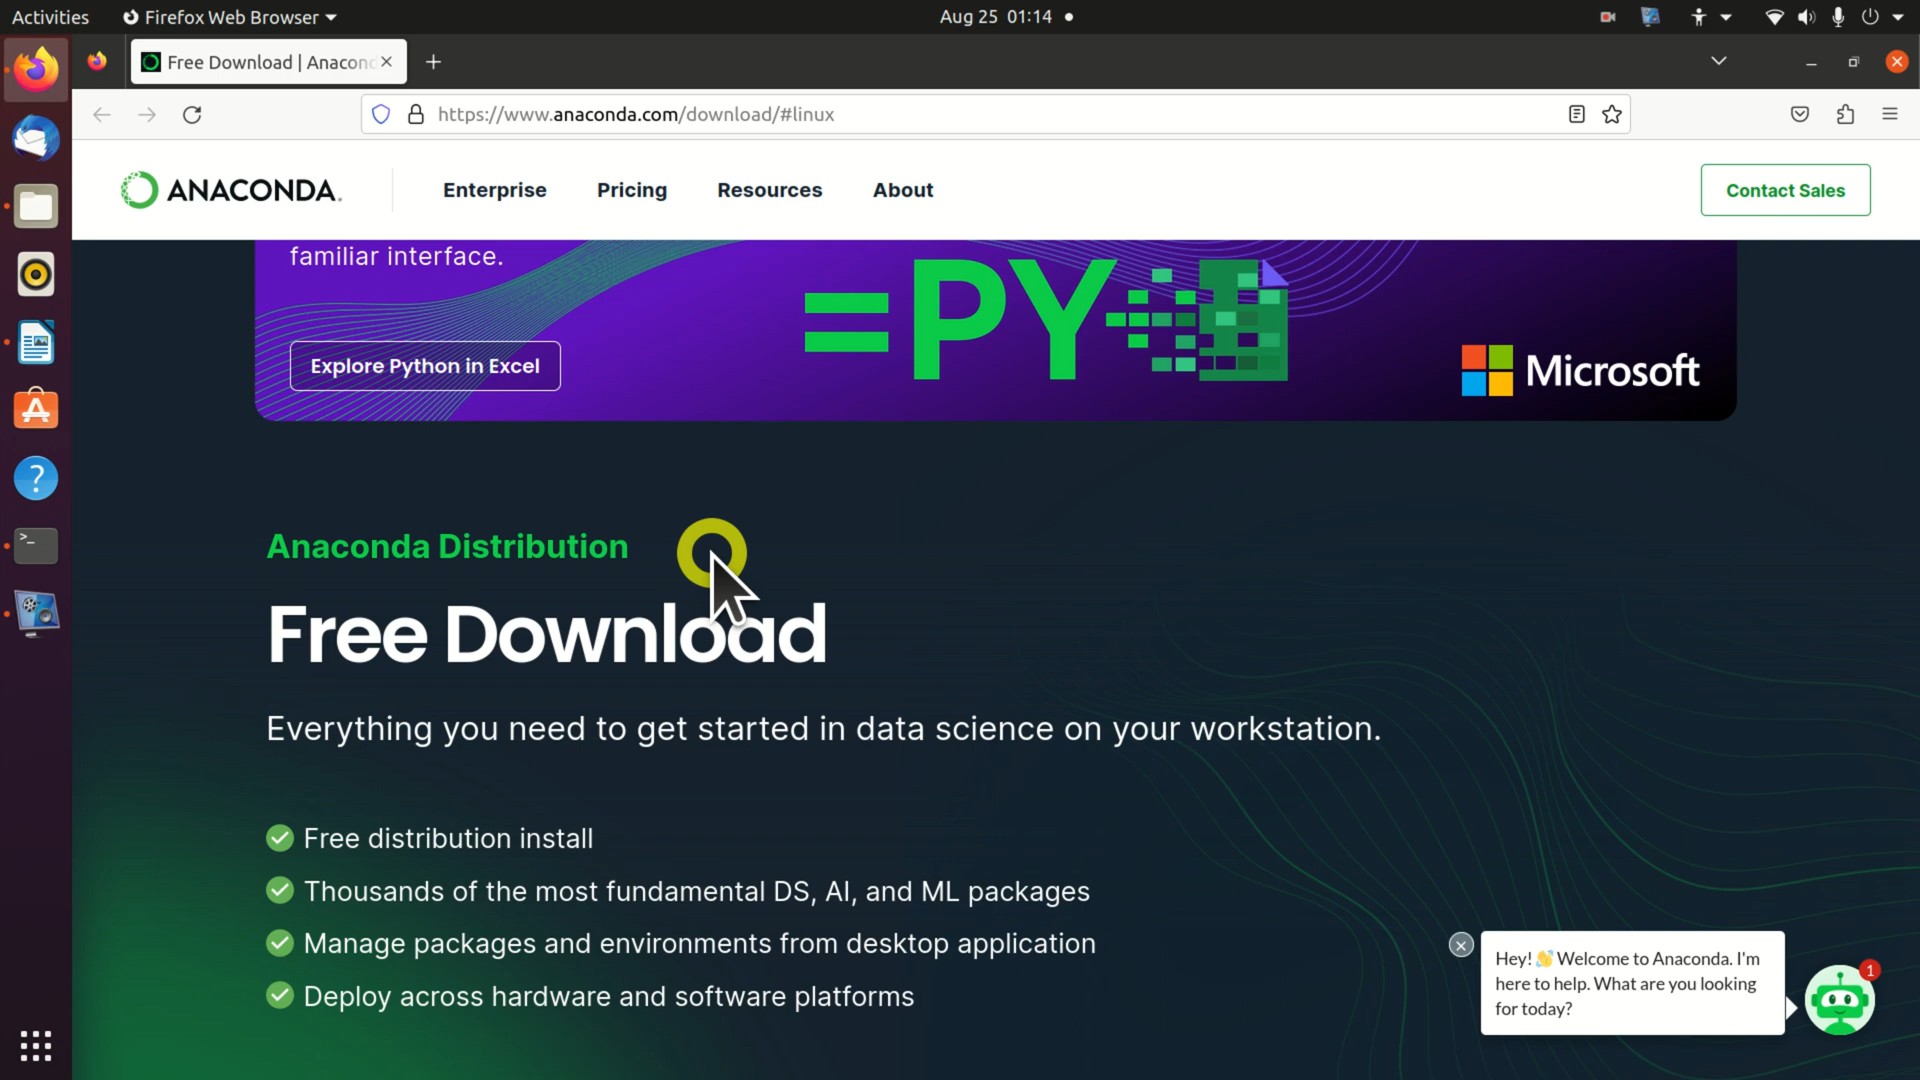 Activities
Firefox Web Browser
Aug 25 01:14
Free Download | Anacond
https://www.anaconda.com/download/#linux
ANACONDA.
Enterprise
Pricing
Resources
About
Contact Sales
familiar interface.
=PY
Explore Python in Excel
Microsoft
Anaconda Distribution
Free Download
Everything you need to get started in data science on your workstation.
Free distribution install
Thousands of the most fundamental DS, AI, and ML packages
Manage packages and environments from desktop application
Deploy across hardware and software platforms
Hey! 👋 Welcome to Anaconda. I'm
here to help. What are you looking
for today?
1